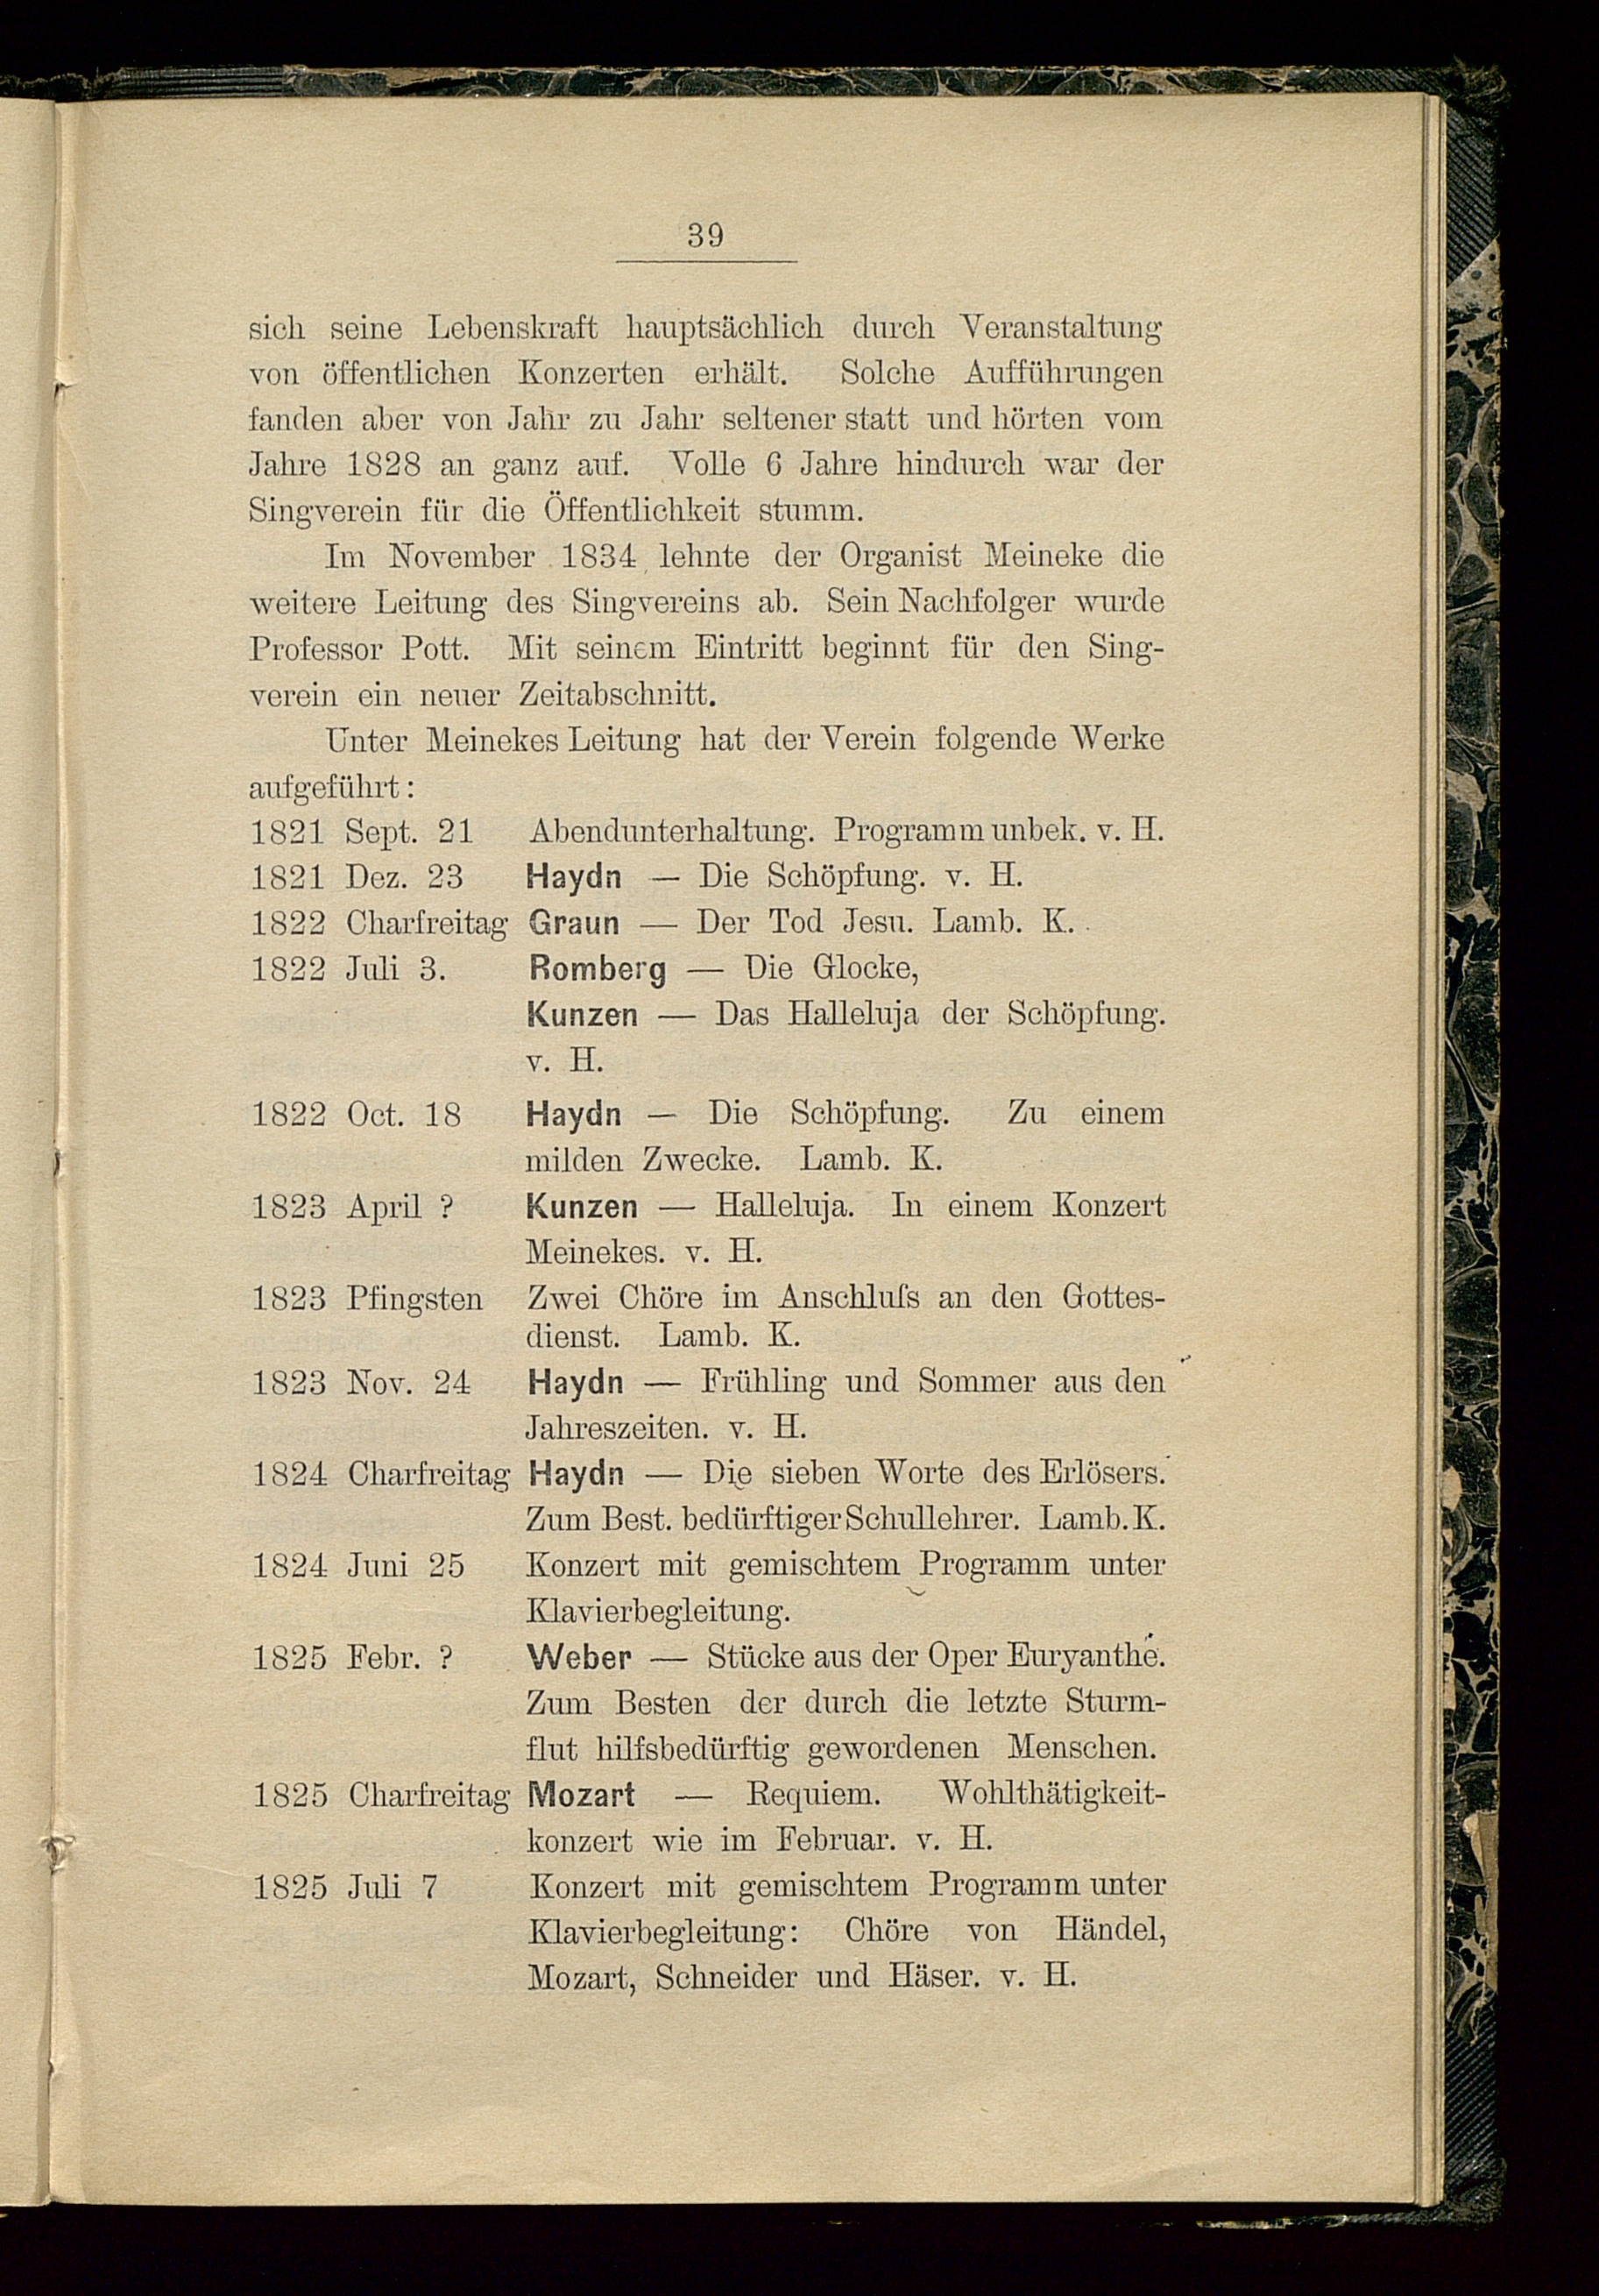 39
sich seine Lebenskraft hauptsächlich durch Veranstaltung
von öffentlichen Konzerten erhält. Solche Aufführungen
fanden aber von Jahr zu Jahr seltener statt und hörten vom
Jahre 1828 an ganz auf. Volle 6 Jahre hindurch war der
Singverein für die Öffentlichkeit stumm.
Im November 1834 lehnte der Organist Meineke die
weitere Leitung des Singvereins ab. Sein Nachfolger wurde
Professor Pott. Mit seinem Eintritt beginnt für den Sing-
verein ein neuer Zeitabschnitt.
Unter Meinekes Leitung hat der Verein folgende Werke
aufgeführt:
1821 Sept. 21 Abendunterhaltung. Programm unbek. v. H.
1821 Dez. 23 Haydn — Die Schöpfung. v. H.
1822 Charfreitag Graun — Der Tod Jesu. Lamb. K.
1822 Juli 3. Romberg — Die Glocke,
Kunzen — Das Halleluja der Schöpfung.
v. H.
1822 Oct. 18 Haydn — Die Schöpfung. Zu einem
milden Zwecke. Lamb. K.
1823 April ? Kunzen — Halleluja. In einem Konzert
Meinekes. v. H.
1823 Pfingsten Zwei Chöre im Anschluſs an den Gottes-
dienst. Lamb. K.
1823 Nov. 24 Haydn — Frühling und Sommer aus den
Jahreszeiten. v. H.
1824 Charfreitag Haydn — Die sieben Worte des Erlösers.
Zum Best. bedürftiger Schullehrer. Lamb. K.
1824 Juni 25 Konzert mit gemischtem Programm unter
Klavierbegleitung.
1825 Febr. ? Weber — Stücke aus der Oper Euryanthe.
Zum Besten der durch die letzte Sturm-
flut hilfsbedürftig gewordenen Menschen.
1825 Charfreitag Mozart — Requiem. Wohlthätigkeit-
konzert wie im Februar. v. H.
1825 Juli 7 Konzert mit gemischtem Programm unter
Klavierbegleitung: Chöre von Händel,
Mozart, Schneider und Häser. v. H.